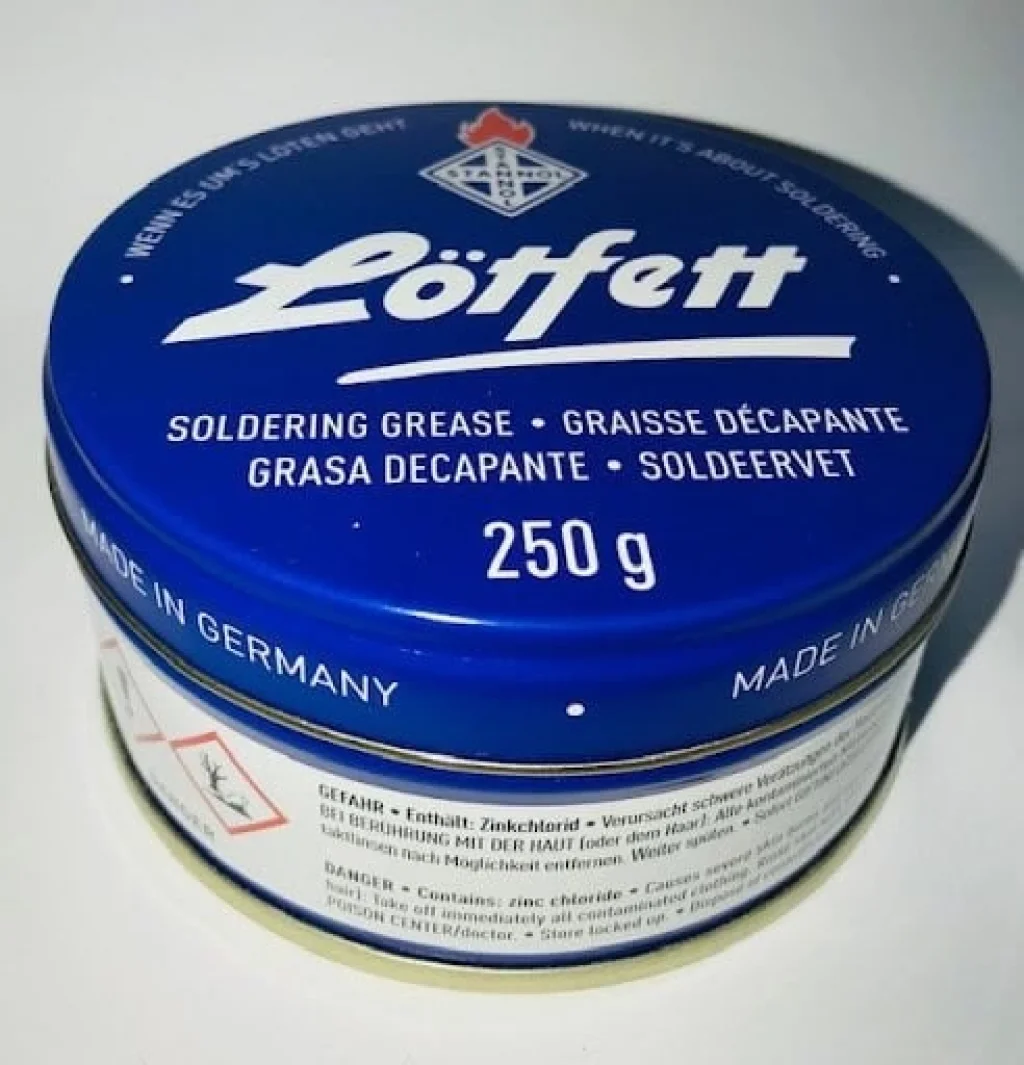 WENN ES UM'S LÖTEN GEHT
WHEN IT'S ABOUT SOLDERING
STANNOL
STANNOL
Lötfett
SOLDERING GREASE • GRAISSE DÉCAPANTE
GRASA DECAPANTE • SOLDEERVET
250 g
MADE IN GERMANY • MADE IN
GEFAHR • Enthält: Zinkchlorid • Verursacht schwere Verätzungen der
BEI BERÜHRUNG MIT DER HAUT (oder dem Haar): Alle kontaminierten
taktlinsen nach Möglichkeit entfernen. Weiter spülen. • Sofort
DANGER • Contains: zinc chloride • Causes severe skin burns
hair): Take off immediately all contaminated clothing. Rinse
POISON CENTER/doctor. • Store locked up. • Dispose of